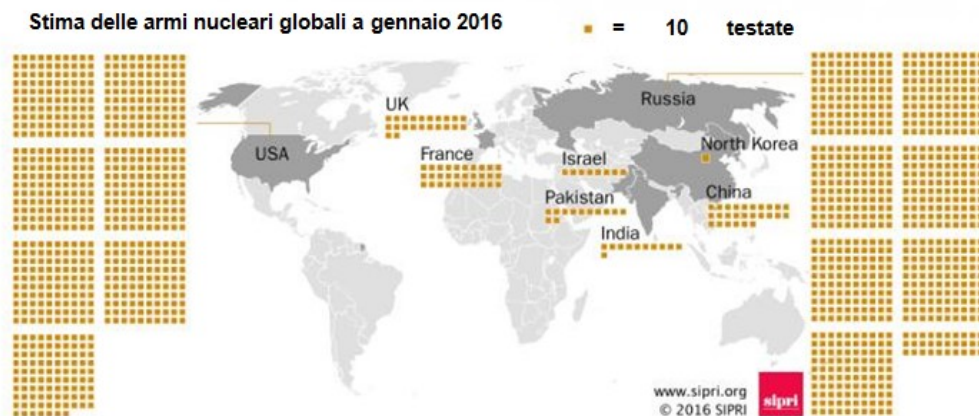 Stima delle armi nucleari globali a gennaio 2016
= 10 testate
Russia
UK
North Korea
USA
France
Israel
China
Pakistan
India
www.sipri.org
© 2016 SIPRI
sipri